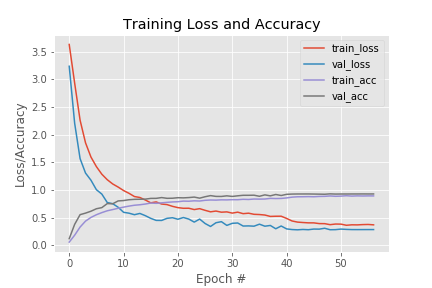 Training Loss and Accuracy
train_loss
val_loss
train_acc
val_acc
Loss/Accuracy
3.5
3.0
2.5
2.0
1.5
1.0
0.5
0.0
0 10 20 30 40 50
Epoch #